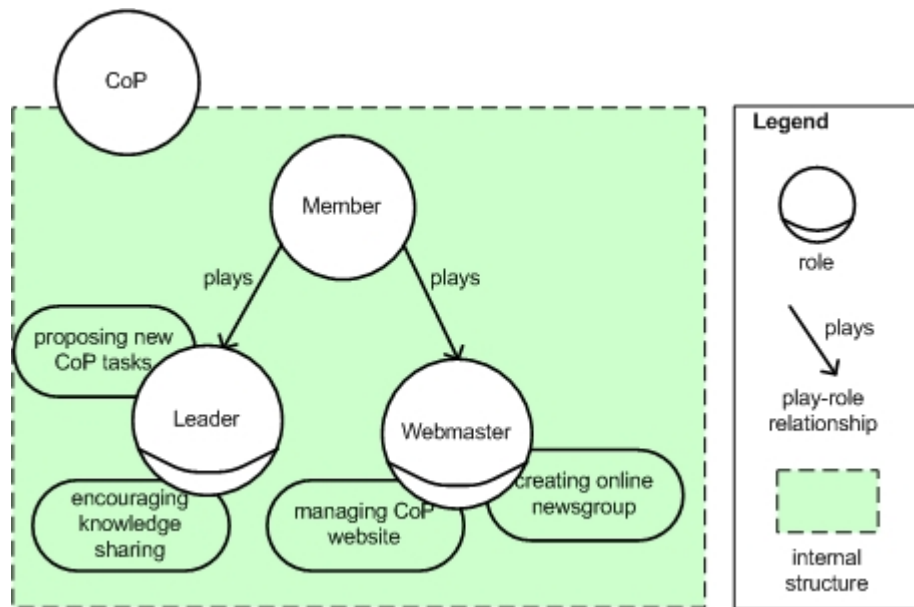 CoP
Member
plays
plays
proposing new
CoP tasks
Leader
Webmaster
encouraging
knowledge
sharing
managing CoP
website
creating online
newsgroup
Legend
role
plays
play-role
relationship
internal
structure